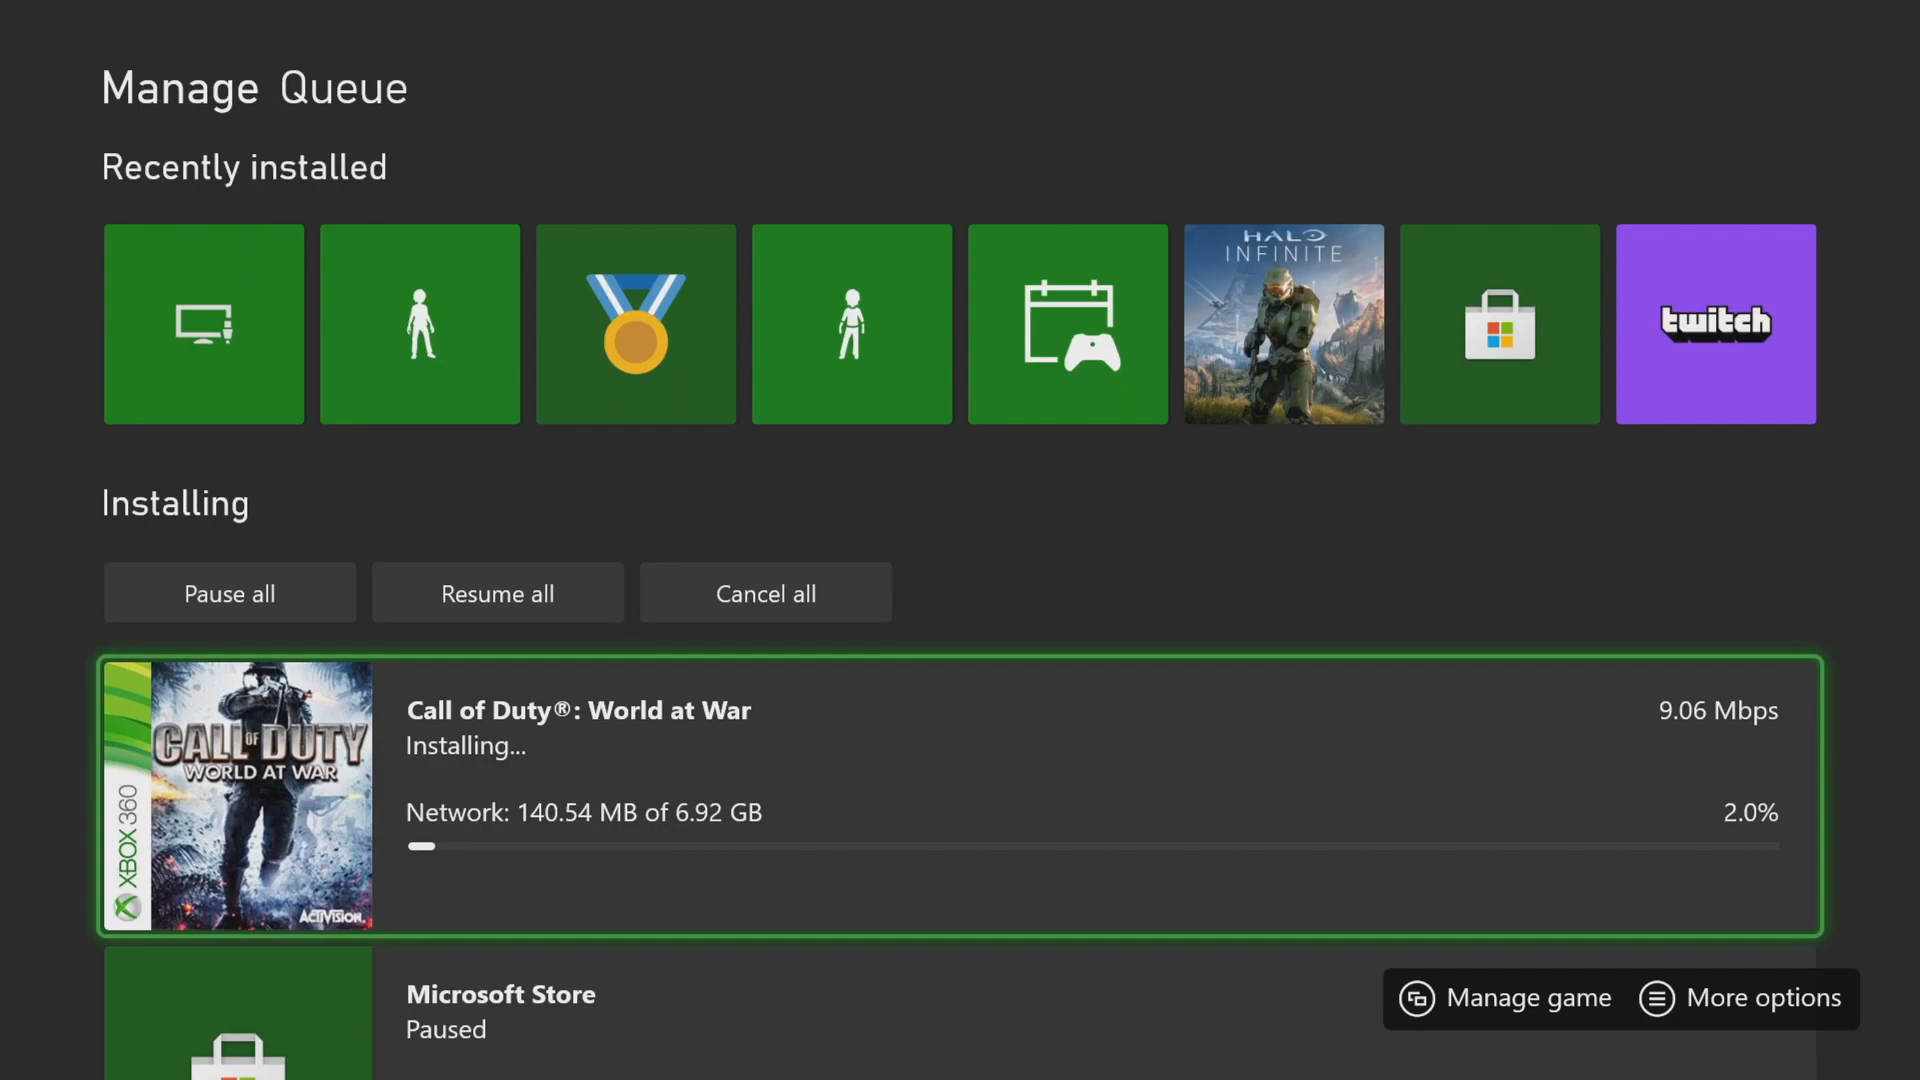 Manage Queue
Recently installed
HALO
INFINITE
twitch
Installing
Pause all
Resume all
Cancel all
CALL OF DUTY
WORLD AT WAR
XBOX 360
ACTIVISION.
Call of Duty®: World at War
9.06 Mbps
Installing...
Network: 140.54 MB of 6.92 GB
2.0%
Microsoft Store
Paused
Manage game
More options